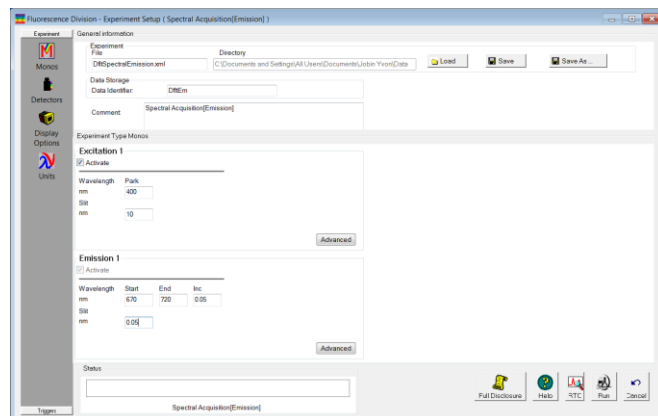 Fluorescence Division - Experiment Setup ( Spectral Acquisition[Emission] )
Experiment
General information
Monos
Detectors
Display
Options
Units
Experiment
File
Directory
DfltSpectralEmission.xml
C:\Documents and Settings\All Users\Documents\Jobin Yvon\Data
Load
Save
Save As ...
Data Storage
Data Identifier:
DfltEm
Comment:
Spectral Acquisition[Emission]
Experiment Type Monos
Excitation 1
Activate
Wavelength Park
nm 400
Slit
nm 10
Advanced
Emission 1
Activate
Wavelength Start End Inc
nm 670 720 0.05
Slit
nm 0.05
Advanced
Status
Spectral Acquisition[Emission]
Full Disclosure
Help
RTC
Run
Cancel
Triggers